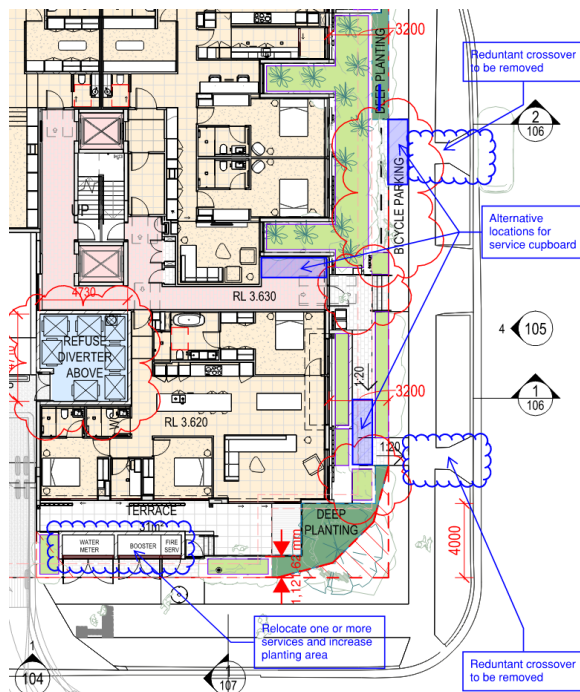 3200
DEEP PLANTING
Reduntant crossover
to be removed
2
106
BICYCLE PARKING
Alternative
locations for
service cupboard
RL 3.630
4730
REFUSE
DIVERTER
ABOVE
4
105
1:20
3200
1
106
RL 3.620
1:20
TERRACE
31m²
DEEP
PLANTING
WATER
METER
BOOSTER
FIRE
SERV
4000
1,121.62 mm
Relocate one or more
services and increase
planting area
Reduntant crossover
to be removed
1
104
1
107